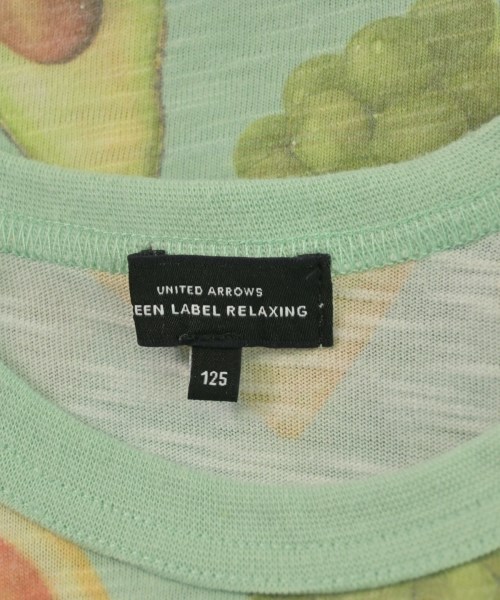 UNITED ARROWS
EEN LABEL RELAXING
125